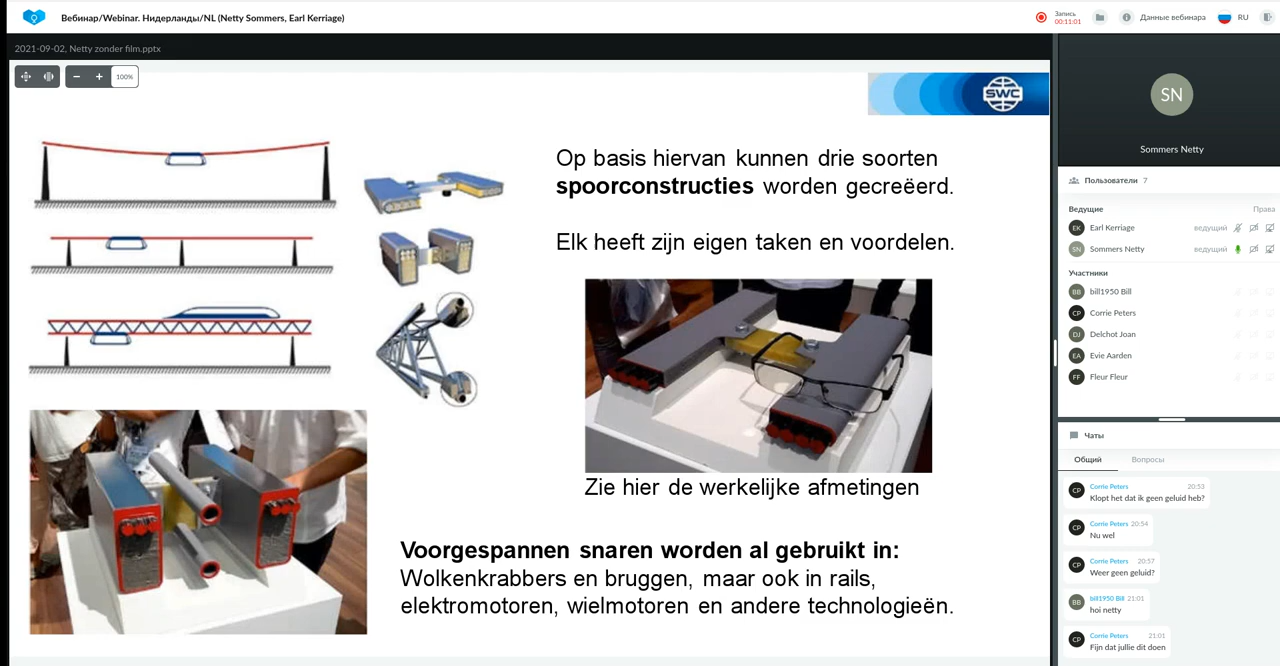 Вебинар/Webinar. Нидерланды/NL (Netty Sommers, Earl Kerriage)
Запись
00:11:01
Данные вебинара
RU
2021-09-02, Netty zonder film.pptx
100%
SWC
Op basis hiervan kunnen drie soorten
spoorconstructies worden gecreëerd.
Elk heeft zijn eigen taken en voordelen.
Zie hier de werkelijke afmetingen
Voorgespannen snaren worden al gebruikt in:
Wolkenkrabbers en bruggen, maar ook in rails,
elektromotoren, wielmotoren en andere technologieën.
SN
Sommers Netty
Пользователи 7
Ведущие Права
EK Earl Kerriage ведущий
SN Sommers Netty ведущий
Участники
BB bill1950 Bill
CP Corrie Peters
DJ Delchot Joan
EA Evie Aarden
FF Fleur Fleur
Чаты
Общий Вопросы
CP Corrie Peters 20:53
Klopt het dat ik geen geluid heb?
CP Corrie Peters 20:54
Nu wel
CP Corrie Peters 20:57
Weer geen geluid?
BB bill1950 Bill 21:01
hoi netty
CP Corrie Peters 21:01
Fijn dat jullie dit doen